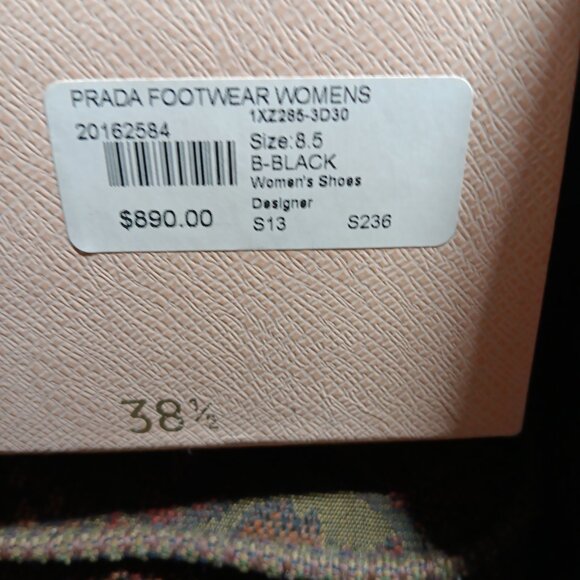 PRADA FOOTWEAR WOMENS
1XZ285-3D30
20162584
Size:8.5
B-BLACK
Women's Shoes
Designer
$890.00
S13 S236
38½